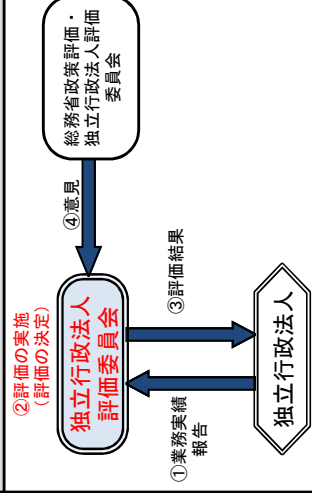 ②評価の実施
（評価の決定）
独立行政法人
評価委員会
④意見
総務省政策評価・
独立行政法人評価
委員会
①業務実績
報告
③評価結果
独立行政法人